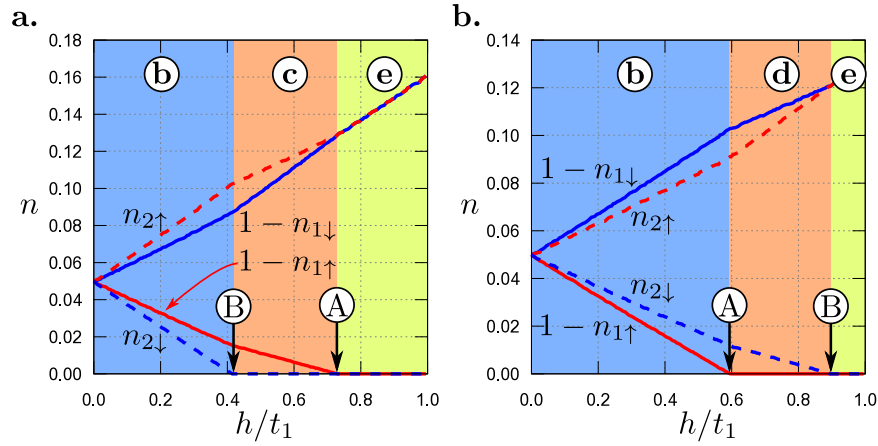 a.
n
0.18
0.16
0.14
0.12
0.10
0.08
0.06
0.04
0.02
0.00
0.0 0.2 0.4 0.6 0.8 1.0
h/t₁
b c e
n₂↑
1 − n₁↓
1 − n₁↑
n₂↓
B A
b.
n
0.14
0.12
0.10
0.08
0.06
0.04
0.02
0.00
0.0 0.2 0.4 0.6 0.8 1.0
h/t₁
b d e
1 − n₁↓
n₂↑
n₂↓
1 − n₁↑
A B